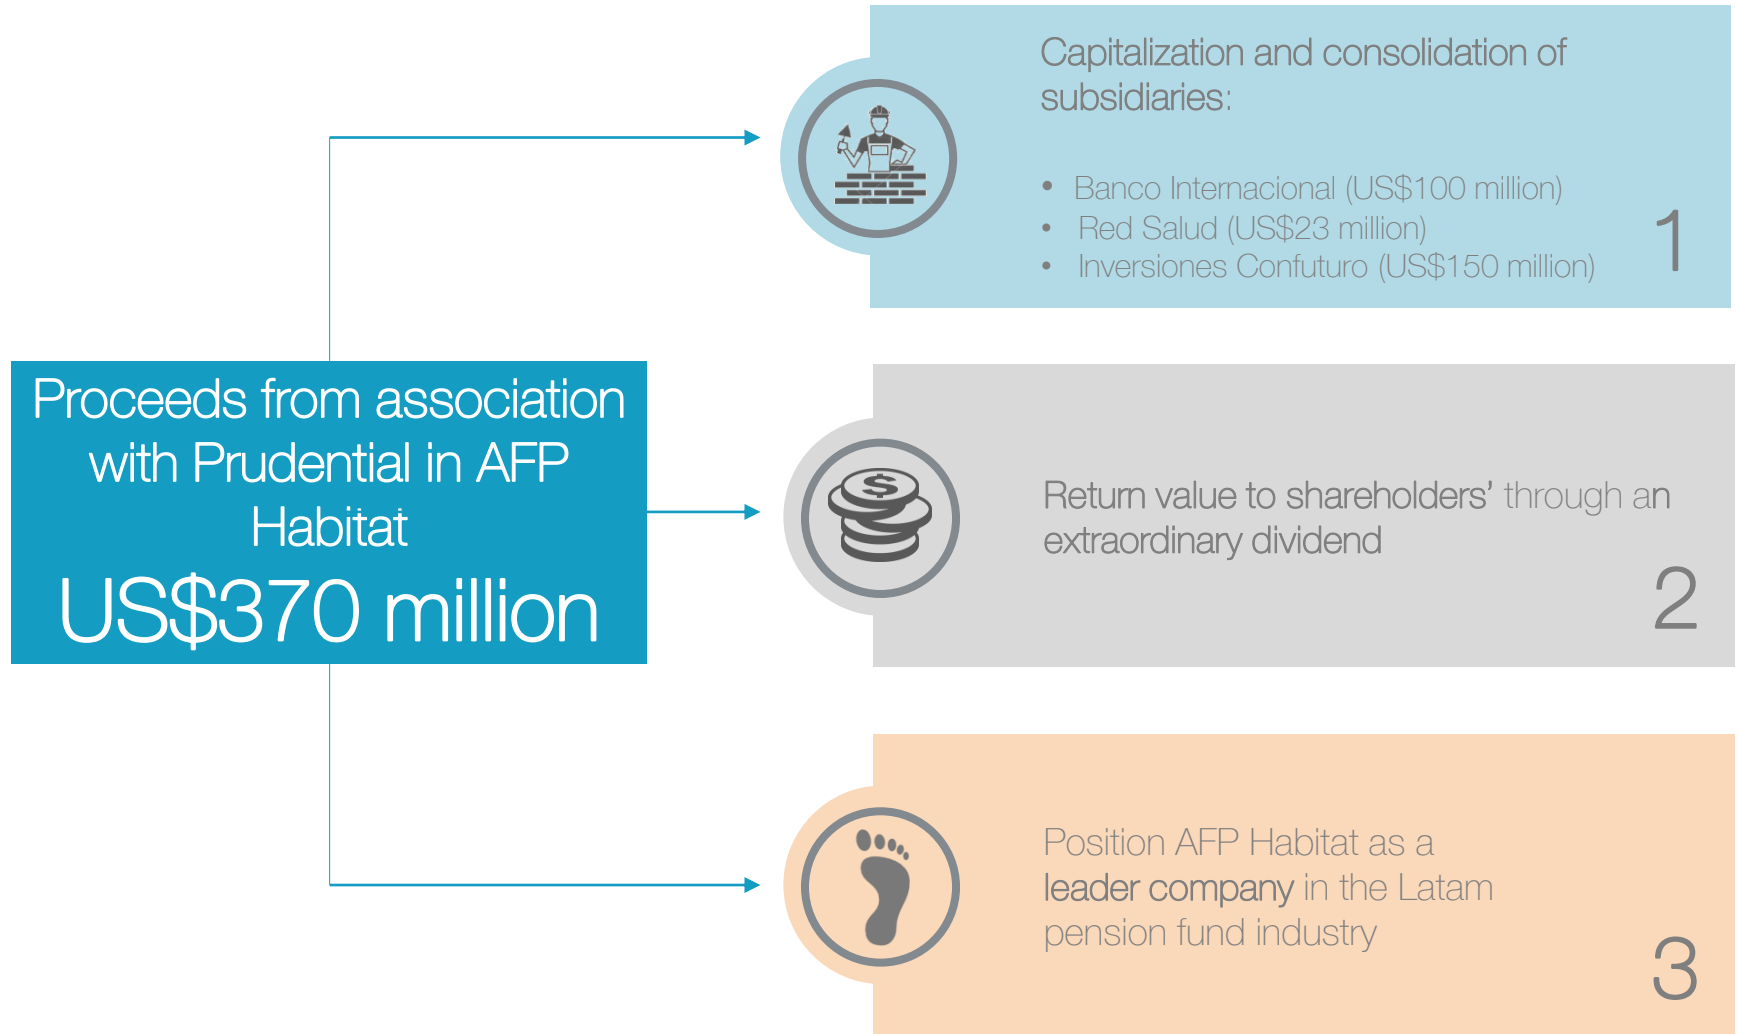 Proceeds from association
with Prudential in AFP
Habitat
US$370 million
Capitalization and consolidation of
subsidiaries:
• Banco Internacional (US$100 million)
• Red Salud (US$23 million)
• Inversiones Confuturo (US$150 million)
1
$
Return value to shareholders’ through an
extraordinary dividend
2
Position AFP Habitat as a
leader company in the Latam
pension fund industry
3